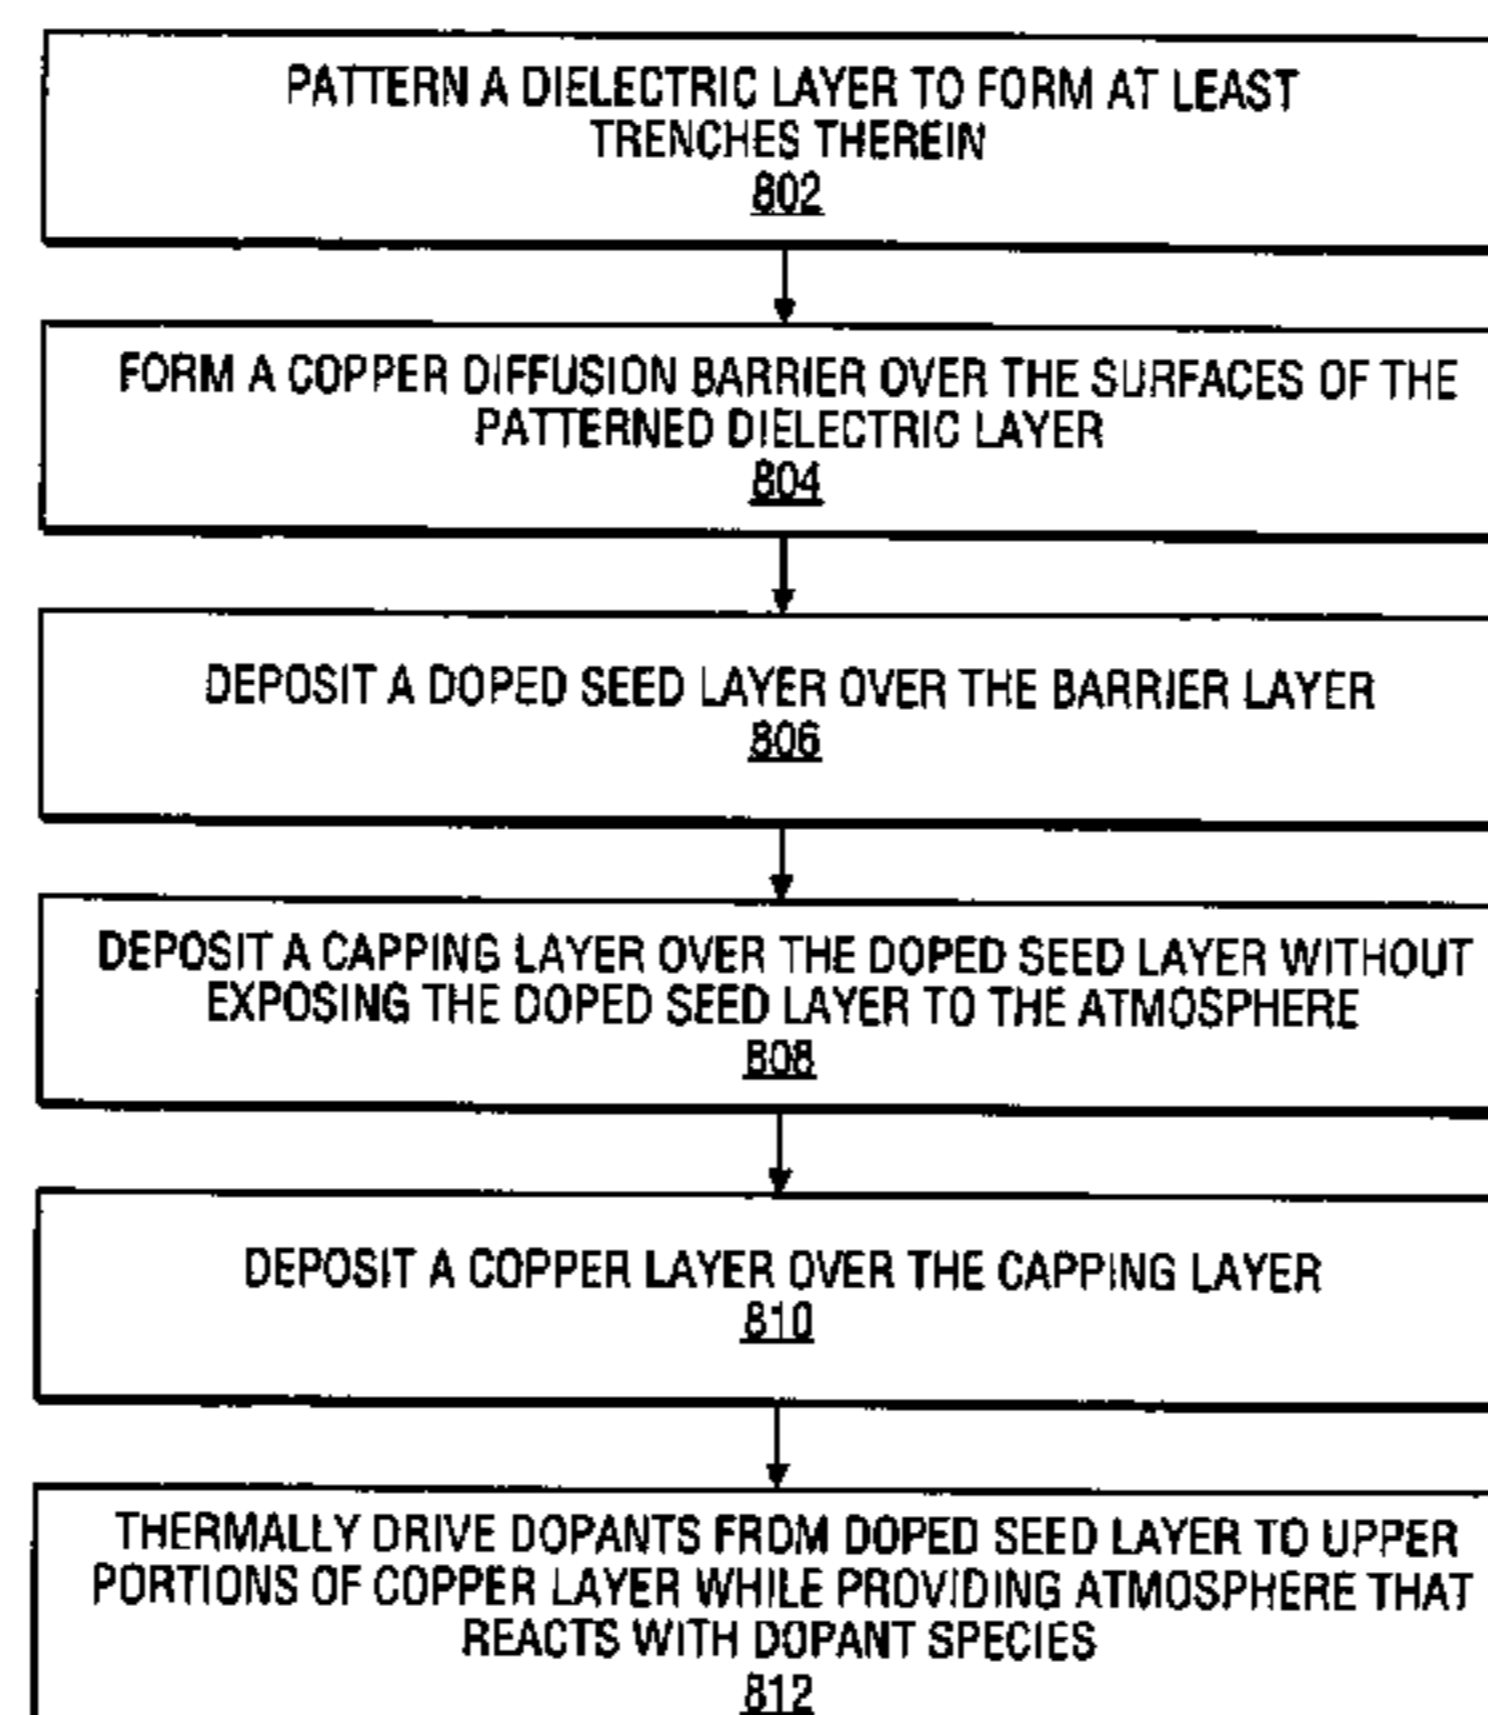 PATTERN A DIELECTRIC LAYER TO FORM AT LEAST
TRENCHES THEREIN
802
FORM A COPPER DIFFUSION BARRIER OVER THE SURFACES OF THE
PATTERNED DIELECTRIC LAYER
804
DEPOSIT A DOPED SEED LAYER OVER THE BARRIER LAYER
806
DEPOSIT A CAPPING LAYER OVER THE DOPED SEED LAYER WITHOUT
EXPOSING THE DOPED SEED LAYER TO THE ATMOSPHERE
808
DEPOSIT A COPPER LAYER OVER THE CAPPING LAYER
810
THERMALLY DRIVE DOPANTS FROM DOPED SEED LAYER TO UPPER
PORTIONS OF COPPER LAYER WHILE PROVIDING ATMOSPHERE THAT
REACTS WITH DOPANT SPECIES
812